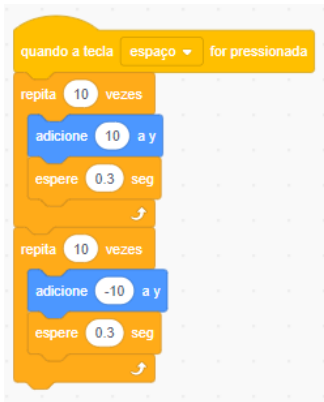 quando a tecla espaço for pressionada
repita 10 vezes
adicione 10 a y
espere 0.3 seg
repita 10 vezes
adicione -10 a y
espere 0.3 seg